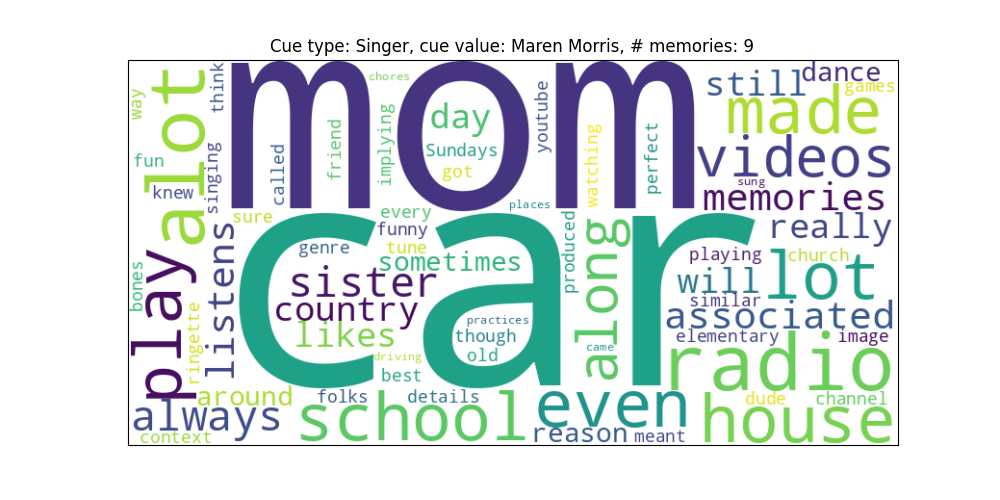 Cue type: Singer, cue value: Maren Morris, # memories: 9
mom
car
way
alot
think
chores
friend
implying
day
Sundays
got
youtube
watching
perfect
still
dance
games
made
videos
sung
memories
fun
knew
singing
called
places
sure
every
funny
genre
tune
sometimes
produced
along
really
playing
church
play
bones
listens
ringette
sister
country
likes
practices
though
old
driving
best
came
will
lot
similar
associated
elementary
image
radio
always
around
context
folks
details
school
even
reason
meant
dude
channel
house